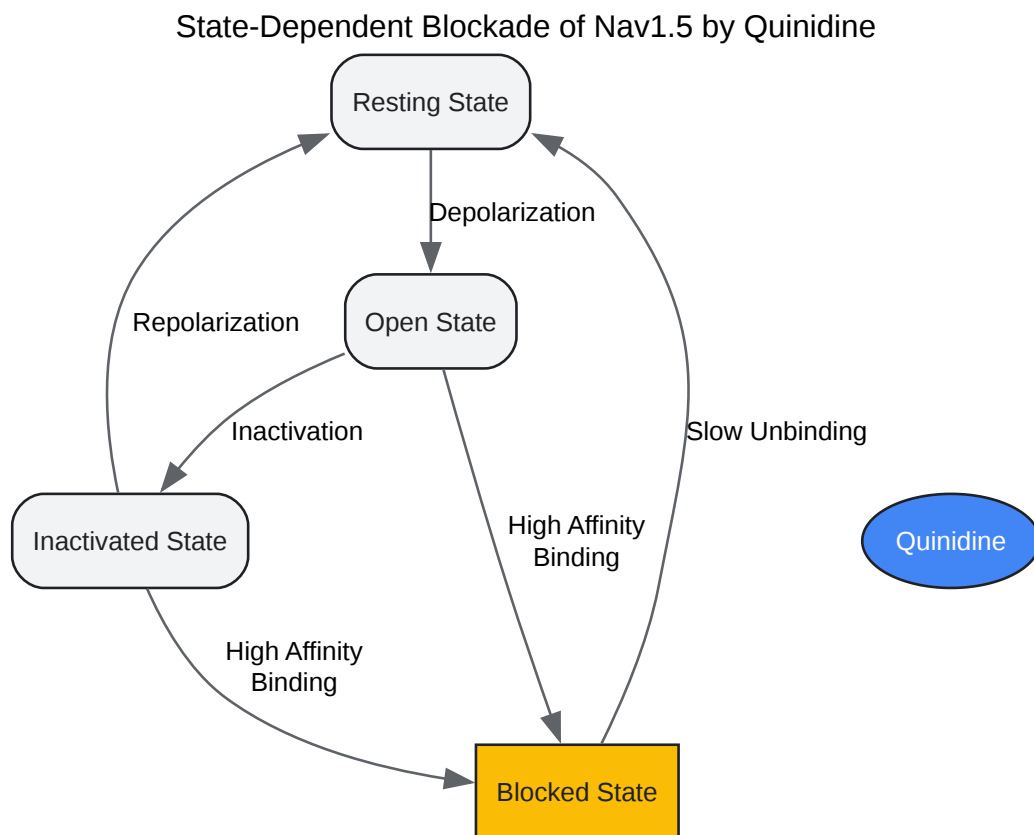 State-Dependent Blockade of Nav1.5 by Quinidine
Resting State
Depolarization
Repolarization
Open State
Inactivation
Slow Unbinding
Inactivated State
High Affinity
Binding
Quinidine
High Affinity
Binding
Blocked State